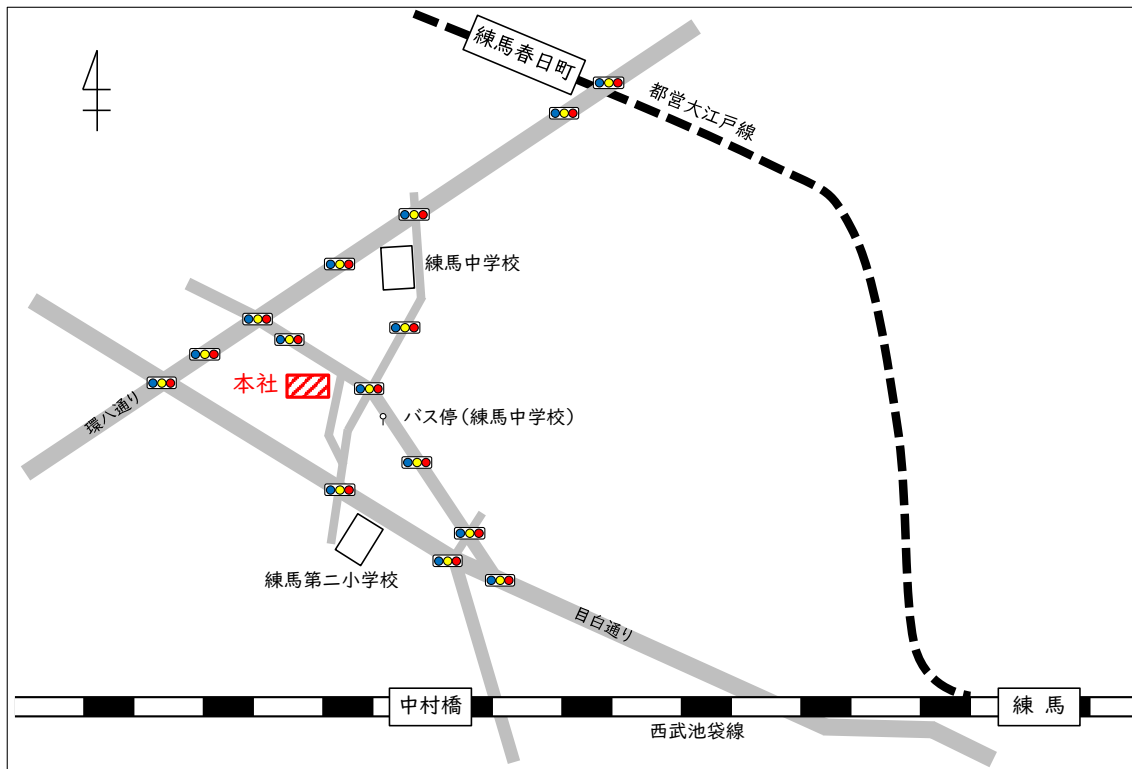 練馬春日町
都営大江戸線
練馬中学校
本社
環八通り
バス停(練馬中学校)
練馬第二小学校
目白通り
中村橋
練馬
西武池袋線